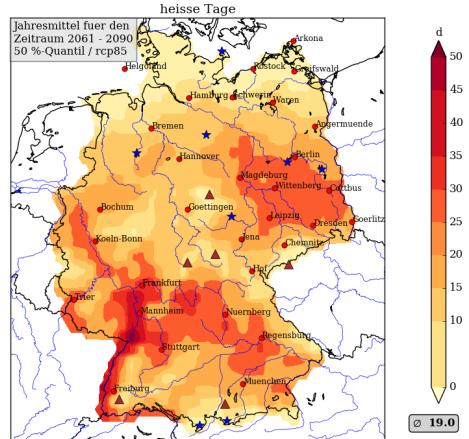 heisse Tage
Jahresmittel fuer den
Zeitraum 2061 - 2090
50 %-Quantil / rcp85
d
Arkona
Helgoland
Rostock
Greifswald
Hamburg
Schwerin
Waren
Bremen
Angermuende
Hannover
Berlin
Magdeburg
Wittenberg
Cottbus
Bochum
Goettingen
Leipzig
Dresden
Goerlitz
Koeln-Bonn
Jena
Chemnitz
Hof
Frankfurt
Trier
Mannheim
Nuernberg
Regensburg
Stuttgart
Muenchen
Freiburg
50
45
40
35
30
25
20
15
10
5
0
∅ 19.0